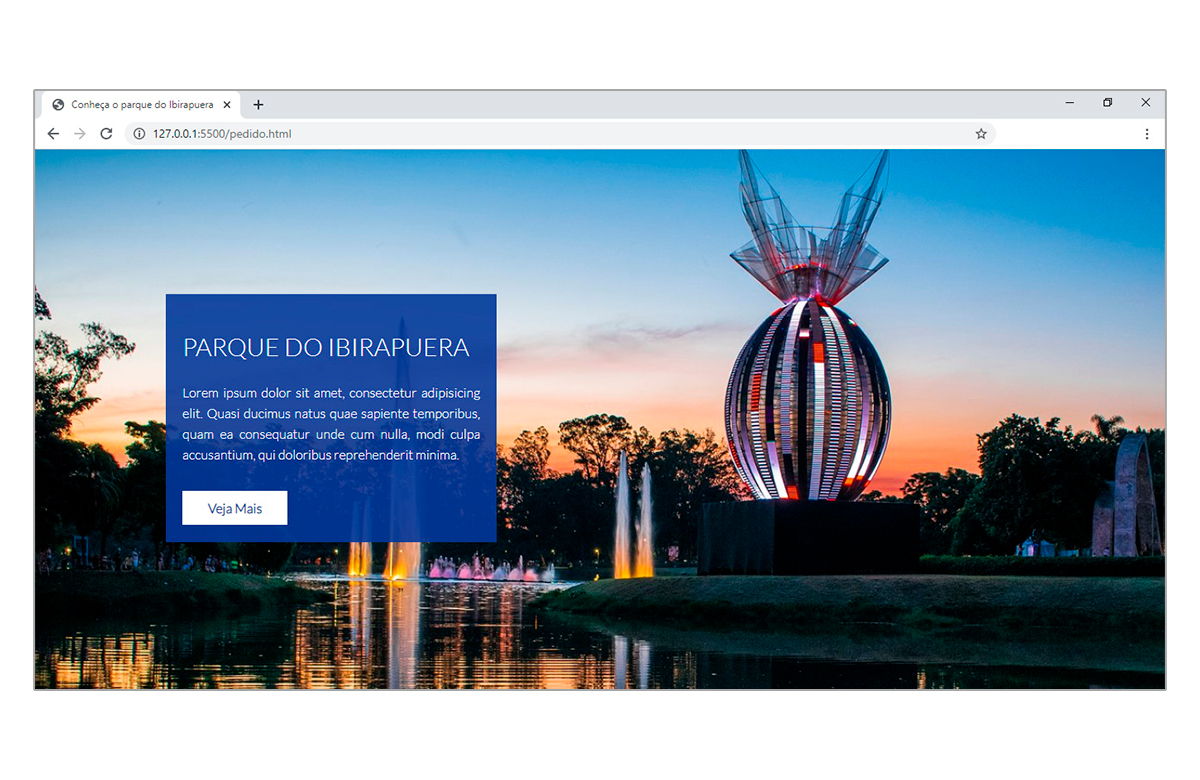 Conheça o parque do Ibirapuera
127.0.0.1:5500/pedido.html
PARQUE DO IBIRAPUERA
Lorem ipsum dolor sit amet, consectetur adipisicing
elit. Quasi ducimus natus quae sapiente temporibus,
quam ea consequatur unde cum nulla, modi culpa
accusantium, qui doloribus reprehenderit minima.
Veja Mais